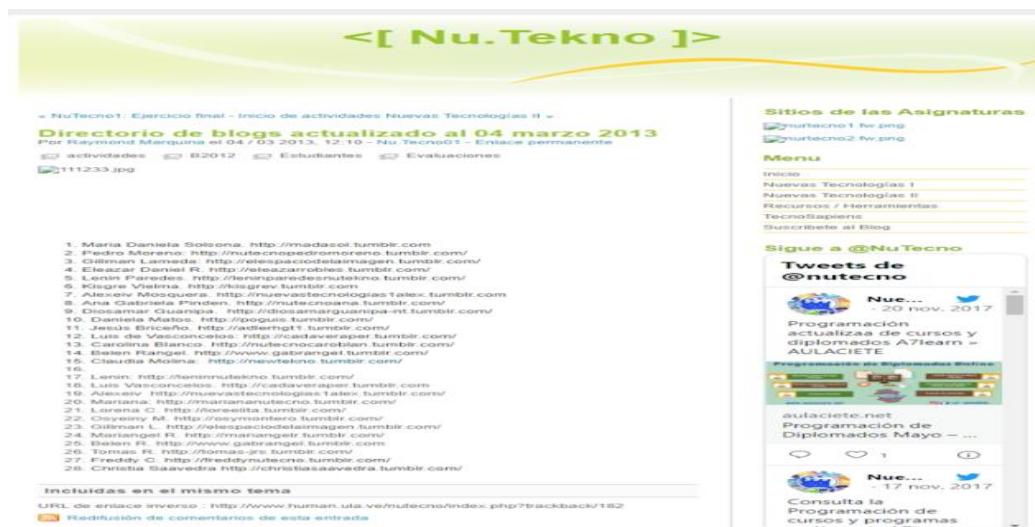 <[ Nu.Tekno ]>
« NuTecno1: Ejercicio final - Inicio de actividades Nuevas Tecnologías II »
Directorio de blogs actualizado al 04 marzo 2013
Por Raymond Marquina el 04 / 03 2013, 12:10 - Nu.Tecno01 - Enlace permanente
actividades B2012 Estudiantes Evaluaciones
111233.jpg
1. Maria Daniela Solsona. http://madasol.tumblr.com
2. Pedro Moreno: http://nutecnopedromoreno.tumblr.com/
3. Gillman Lameda: http://elespaciodelaimagen.tumblr.com/
4. Eleazar Daniel R. http://eleazarrobles.tumblr.com/
5. Lenin Paredes. http://leninparedesnutekno.tumblr.com/
6. Kisgre Vielma. http://kisgrev.tumblr.com
7. Alexeiv Mosquera. http://nuevastecnologias1alex.tumblr.com
8. Ana Gabriela Pinden. http://nutecnoana.tumblr.com/
9. Diosamar Guanipa. http://diosamarguanipa-nt.tumblr.com/
10. Daniela Matos. http://poguis.tumblr.com/
11. Jesús Briceño. http://adlerhgt1.tumblr.com/
12. Luis de Vasconcelos: http://cadaveraper.tumblr.com/
13. Carolina Blanco. http://nutecnocaroblan.tumblr.com/
14. Belen Rangel. http://www.gabrangel.tumblr.com/
15. Claudia Molina: http://newtekno.tumblr.com/
16.
17. Lenin: http://leninnutekno.tumblr.com/
18. Luis Vasconcelos. http://cadaveraper.tumblr.com
19. Alexeiv http://nuevastecnologias1alex.tumblr.com/
20. Mariana: http://mariananutecno.tumblr.com/
21. Lorena C. http://loreelita.tumblr.com/
22. Osyeiny M. http://osymontero.tumblr.com/
23. Gillman L. http://elespaciodelaimagen.tumblr.com/
24. Mariangel R. http://mariangelr.tumblr.com/
25. Belen R. http://www.gabrangel.tumblr.com
26. Tomas R. http://tomas-jrs.tumblr.com/
27. Freddy C: http://freddynutecno.tumblr.com/
28. Christia Saavedra http://christiasaavedra.tumblr.com/
Incluidas en el mismo tema
URL de enlace inverso : http://www.human.ula.ve/nutecno/index.php?trackback/182
Redifusión de comentarios de esta entrada
Sitios de las Asignaturas
nurtecno1.fw.png
nurtecno2.fw.png
Menu
Inicio
Nuevas Tecnologías I
Nuevas Tecnologías II
Recursos / Herramientas
TecnoSapiens
Suscribete al Blog
Sigue a @NuTecno
Tweets de
@nutecno
Nue...
- 20 nov. 2017
Programación
actualizaa de cursos y
diplomados A7learn »
AULACIETE
Programación de Diplomados Online
aulaciete.net
Programación de
Diplomados Mayo – ...
1
Nue...
- 17 nov. 2017
Consulta la
Programación de
cursos y programas